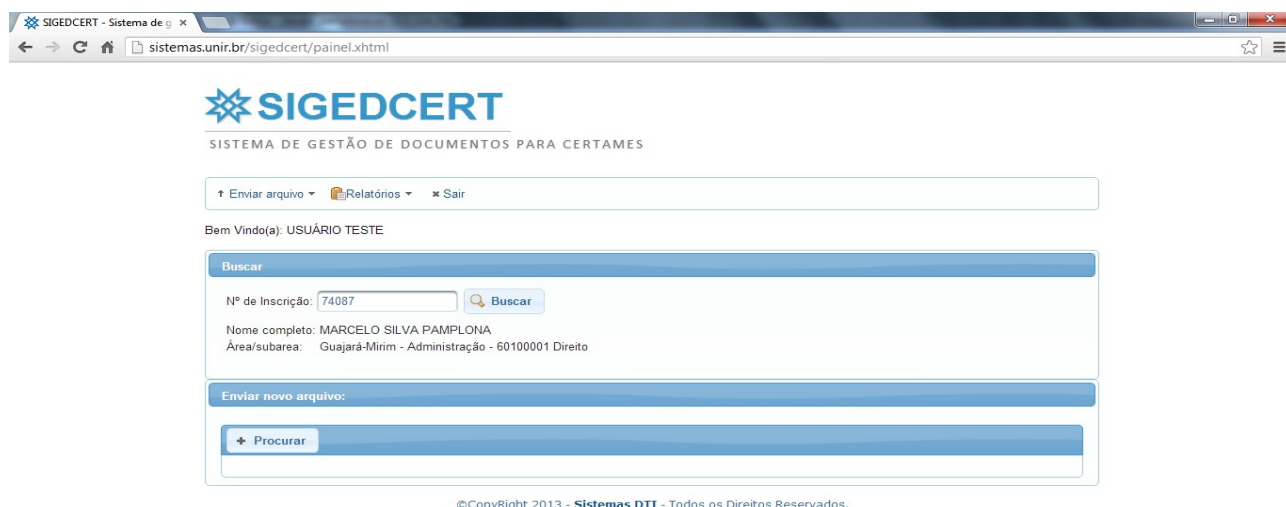 SIGEDCERT - Sistema de g
sistemas.unir.br/sigedcert/painel.xhtml
SIGEDCERT
SISTEMA DE GESTÃO DE DOCUMENTOS PARA CERTAMES
Enviar arquivo Relatórios Sair
Bem Vindo(a): USUÁRIO TESTE
Buscar
Nº de Inscrição: 74087 Buscar
Nome completo: MARCELO SILVA PAMPLONA
Área/subarea: Guajará-Mirim - Administração - 60100001 Direito
Enviar novo arquivo:
Procurar
©CopyRight 2013 - Sistemas DTI - Todos os Direitos Reservados.